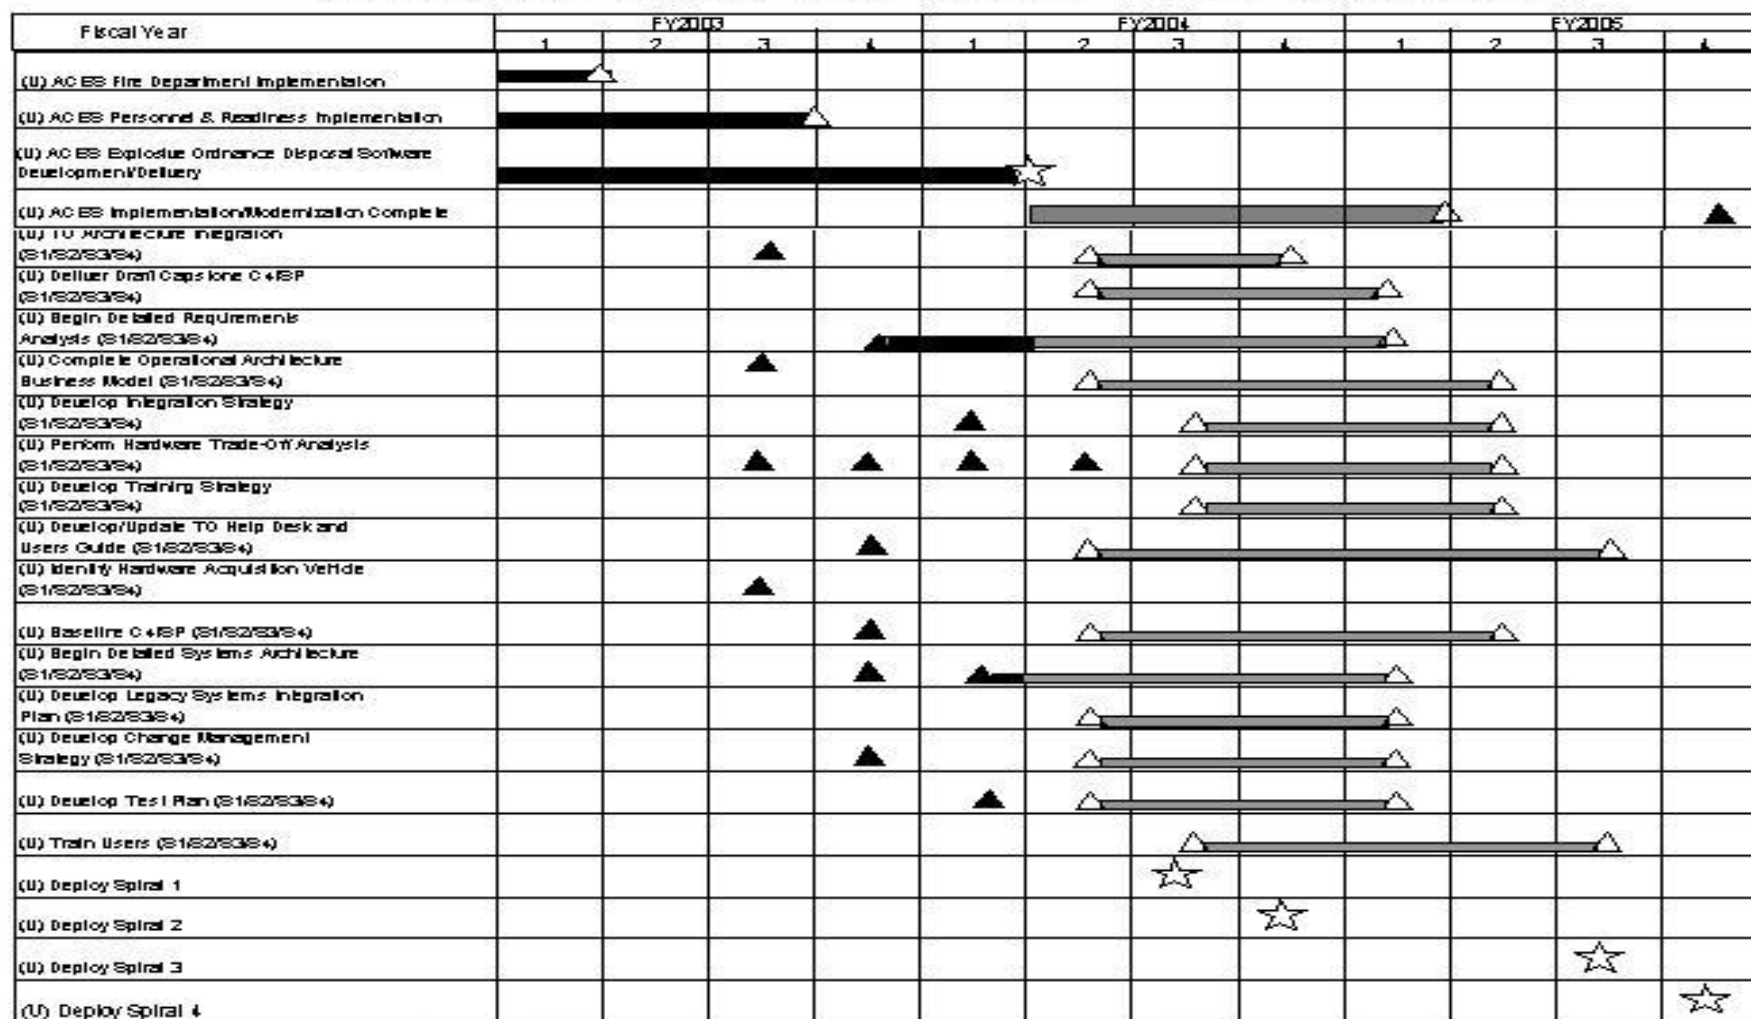 FY2003 FY2004 FY2005
Fiscal Year
1 2 3 4 1 2 3 4 1 2 3 4
(U) ACES Fire Department Implementation
(U) ACES Personnel & Readiness Implementation
(U) ACES Explosive Ordnance Disposal Software
Development/Delivery
(U) ACES Implementation/Modernization Complete
(U) TO Architecture Integration
(S1/S2/S3/S4)
(U) Deliver Draft Capstone C4ISP
(S1/S2/S3/S4)
(U) Begin Detailed Requirements
Analysis (S1/S2/S3/S4)
(U) Complete Operational Architecture
Business Model (S1/S2/S3/S4)
(U) Develop Integration Strategy
(S1/S2/S3/S4)
(U) Perform Hardware Trade-Off Analysis
(S1/S2/S3/S4)
(U) Develop Training Strategy
(S1/S2/S3/S4)
(U) Develop/Update TO Help Desk and
Users Guide (S1/S2/S3/S4)
(U) Identify Hardware Acquisition Vehicle
(S1/S2/S3/S4)
(U) Baseline C4ISP (S1/S2/S3/S4)
(U) Begin Detailed Systems Architecture
(S1/S2/S3/S4)
(U) Develop Legacy Systems Integration
Plan (S1/S2/S3/S4)
(U) Develop Change Management
Strategy (S1/S2/S3/S4)
(U) Develop Test Plan (S1/S2/S3/S4)
(U) Train Users (S1/S2/S3/S4)
(U) Deploy Spiral 1
(U) Deploy Spiral 2
(U) Deploy Spiral 3
(U) Deploy Spiral 4